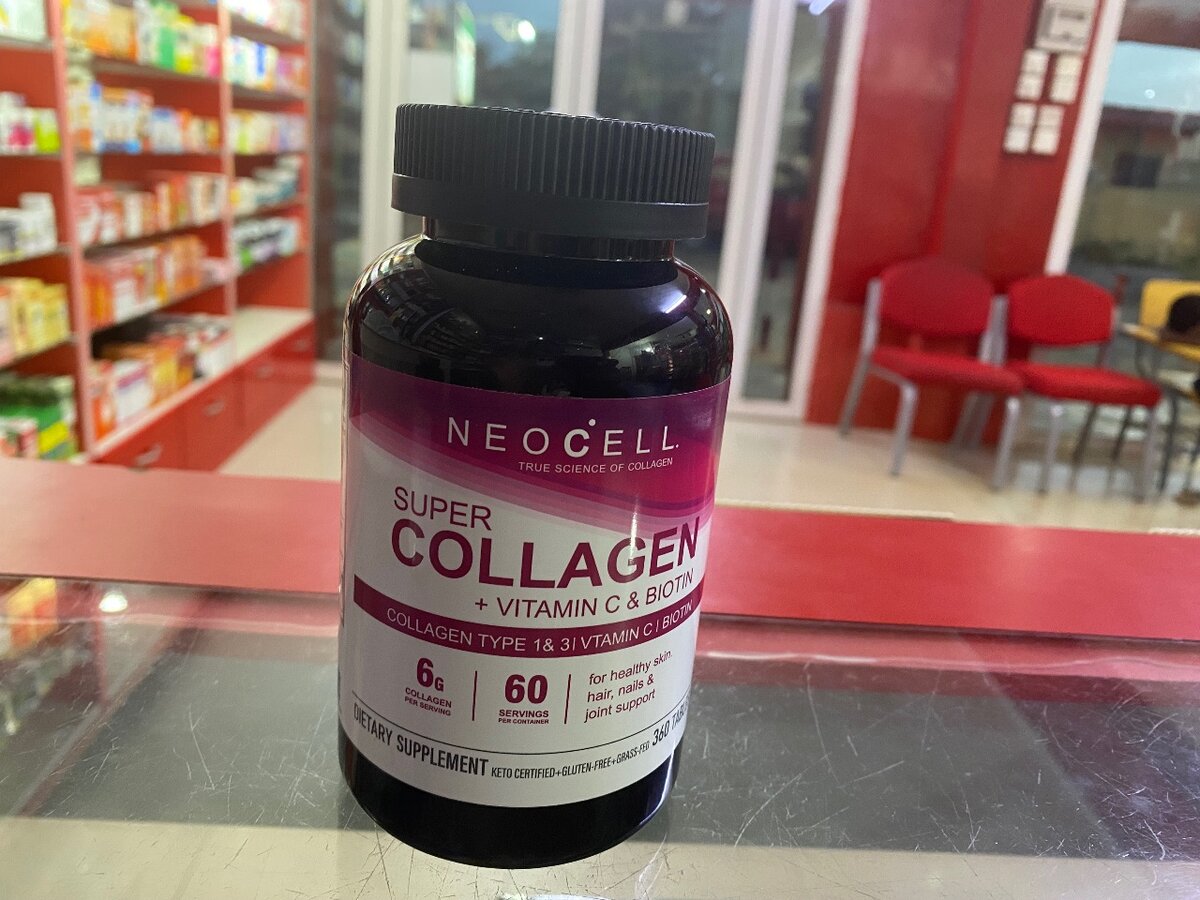 NEOCELL.
TRUE SCIENCE OF COLLAGEN
SUPER
COLLAGEN
+ VITAMIN C & BIOTIN
COLLAGEN TYPE 1& 3| VTAMIN C | BIOTIN
6G
COLLAGEN
PER SERVING
60
SERVINGS
PER CONTAINER
for healthy skin,
hair, nails &
joint support
DIETARY SUPPLEMENT KETO CERTIFIED+GLUTEN-FREE+GRASS-FED 360